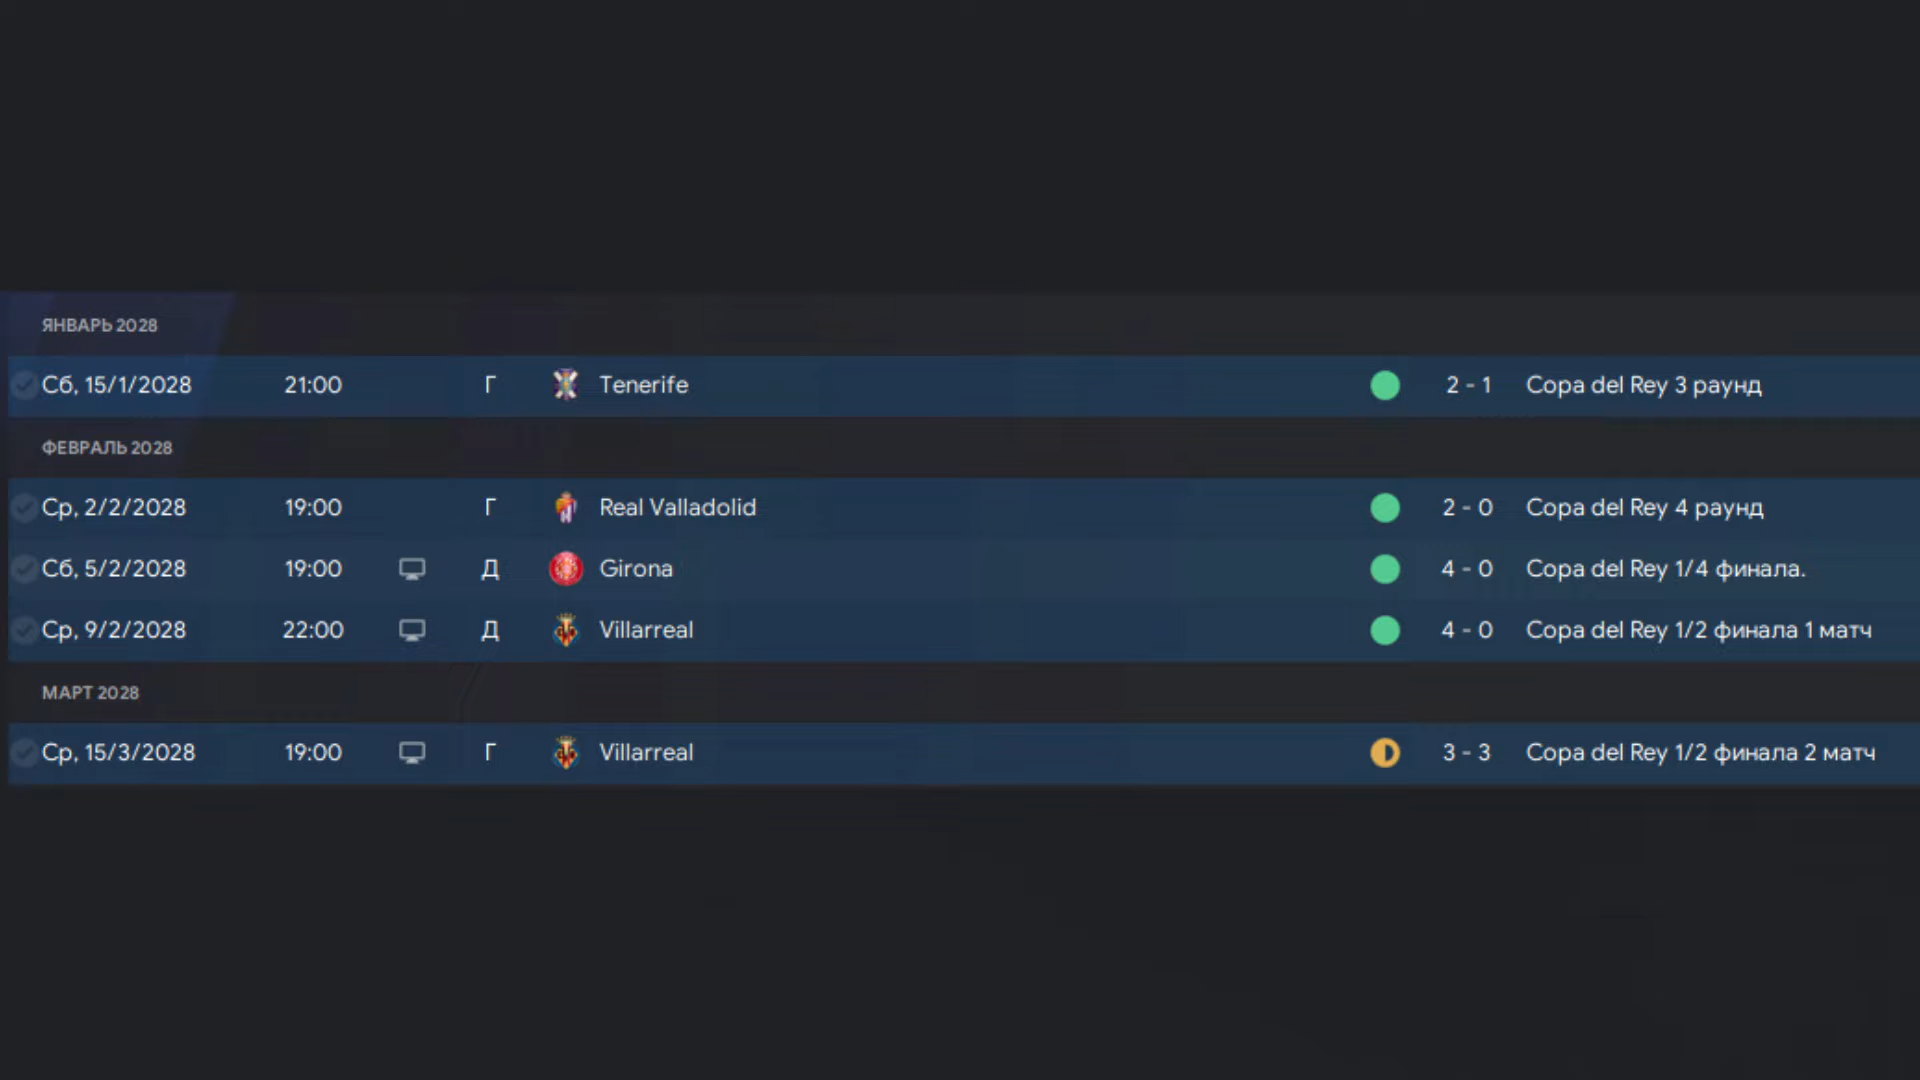 ЯНВАРЬ 2028
Сб, 15/1/2028 21:00 Г Tenerife 2 - 1 Copa del Rey 3 раунд
ФЕВРАЛЬ 2028
Ср, 2/2/2028 19:00 Г Real Valladolid 2 - 0 Copa del Rey 4 раунд
Сб, 5/2/2028 19:00 Д Girona 4 - 0 Copa del Rey 1/4 финала.
Ср, 9/2/2028 22:00 Д Villarreal 4 - 0 Copa del Rey 1/2 финала 1 матч
МАРТ 2028
Ср, 15/3/2028 19:00 Г Villarreal 3 - 3 Copa del Rey 1/2 финала 2 матч